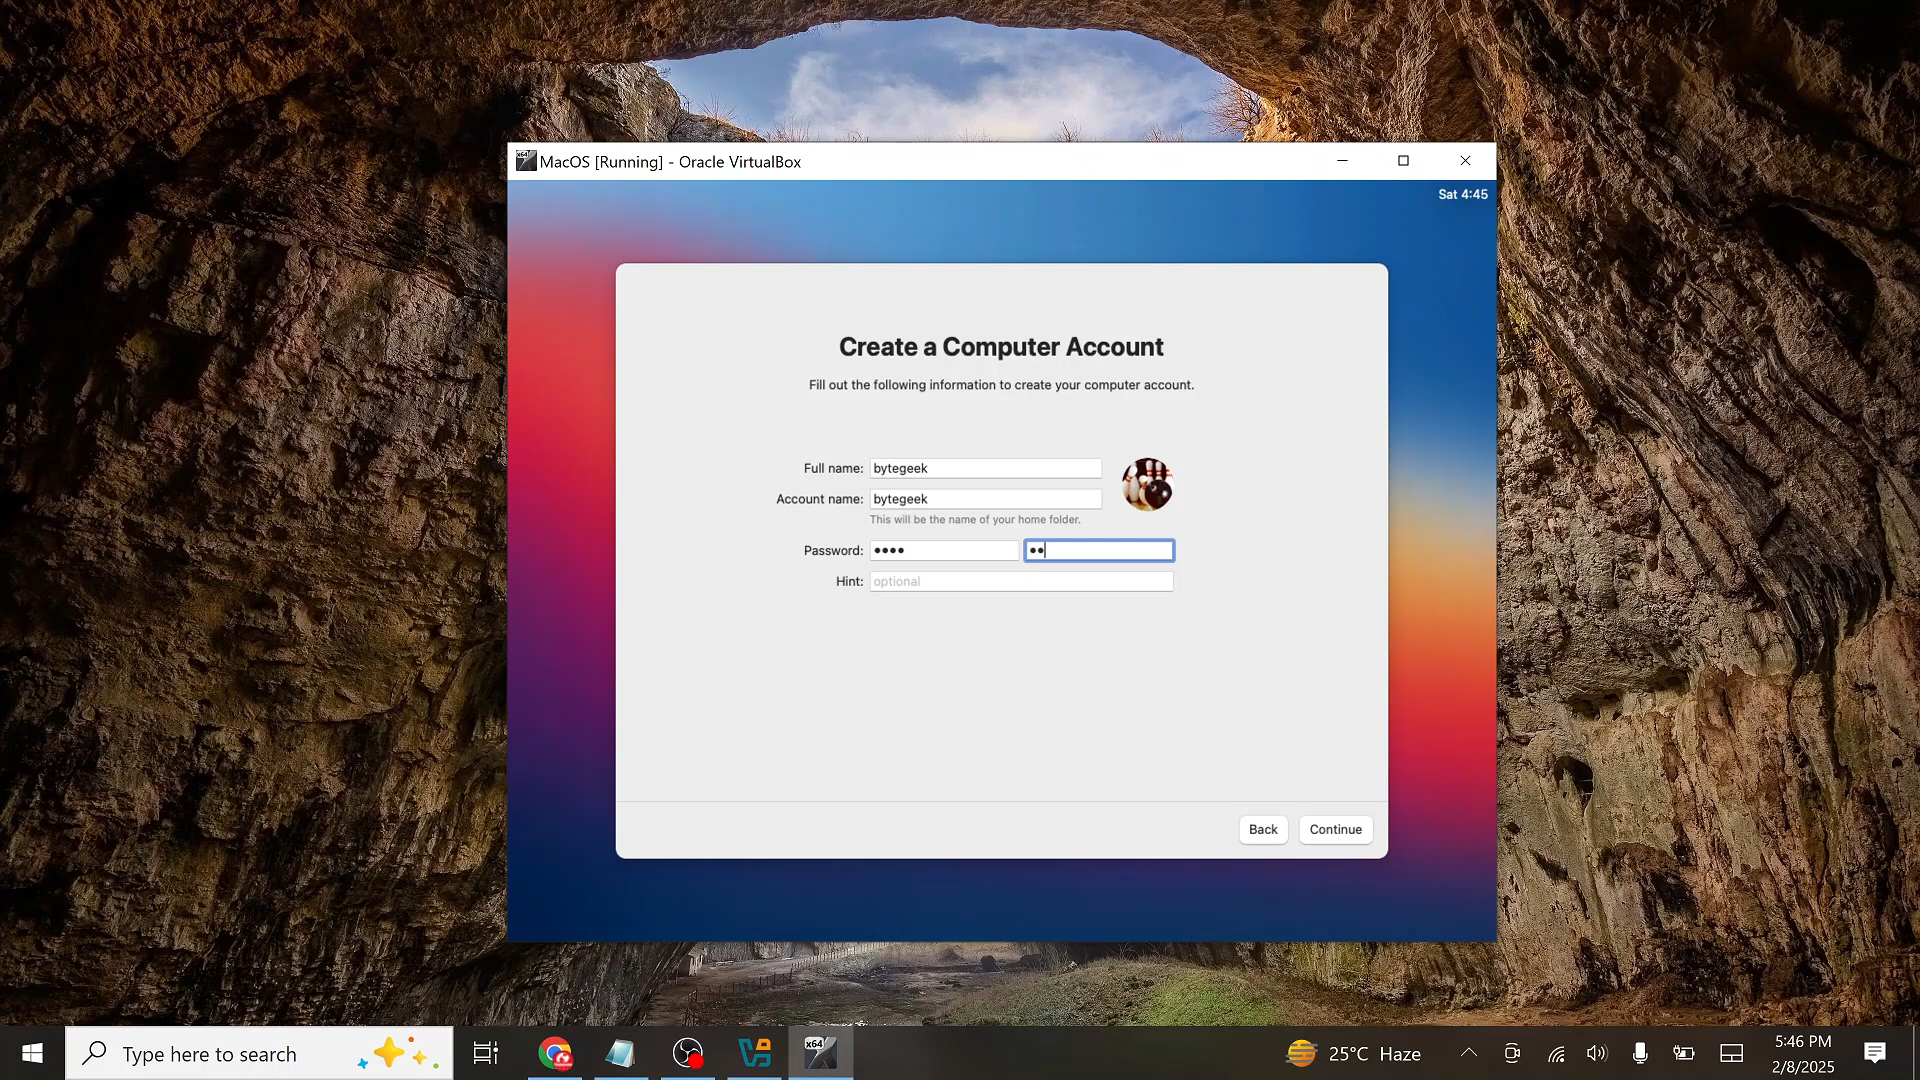 MacOS [Running] - Oracle VirtualBox
Sat 4:45
Create a Computer Account
Fill out the following information to create your computer account.
Full name: bytegeek
Account name: bytegeek
This will be the name of your home folder.
Password: •••• ••
Hint: optional
Back Continue
Type here to search
x64
25°C Haze
5:46 PM
2/8/2025